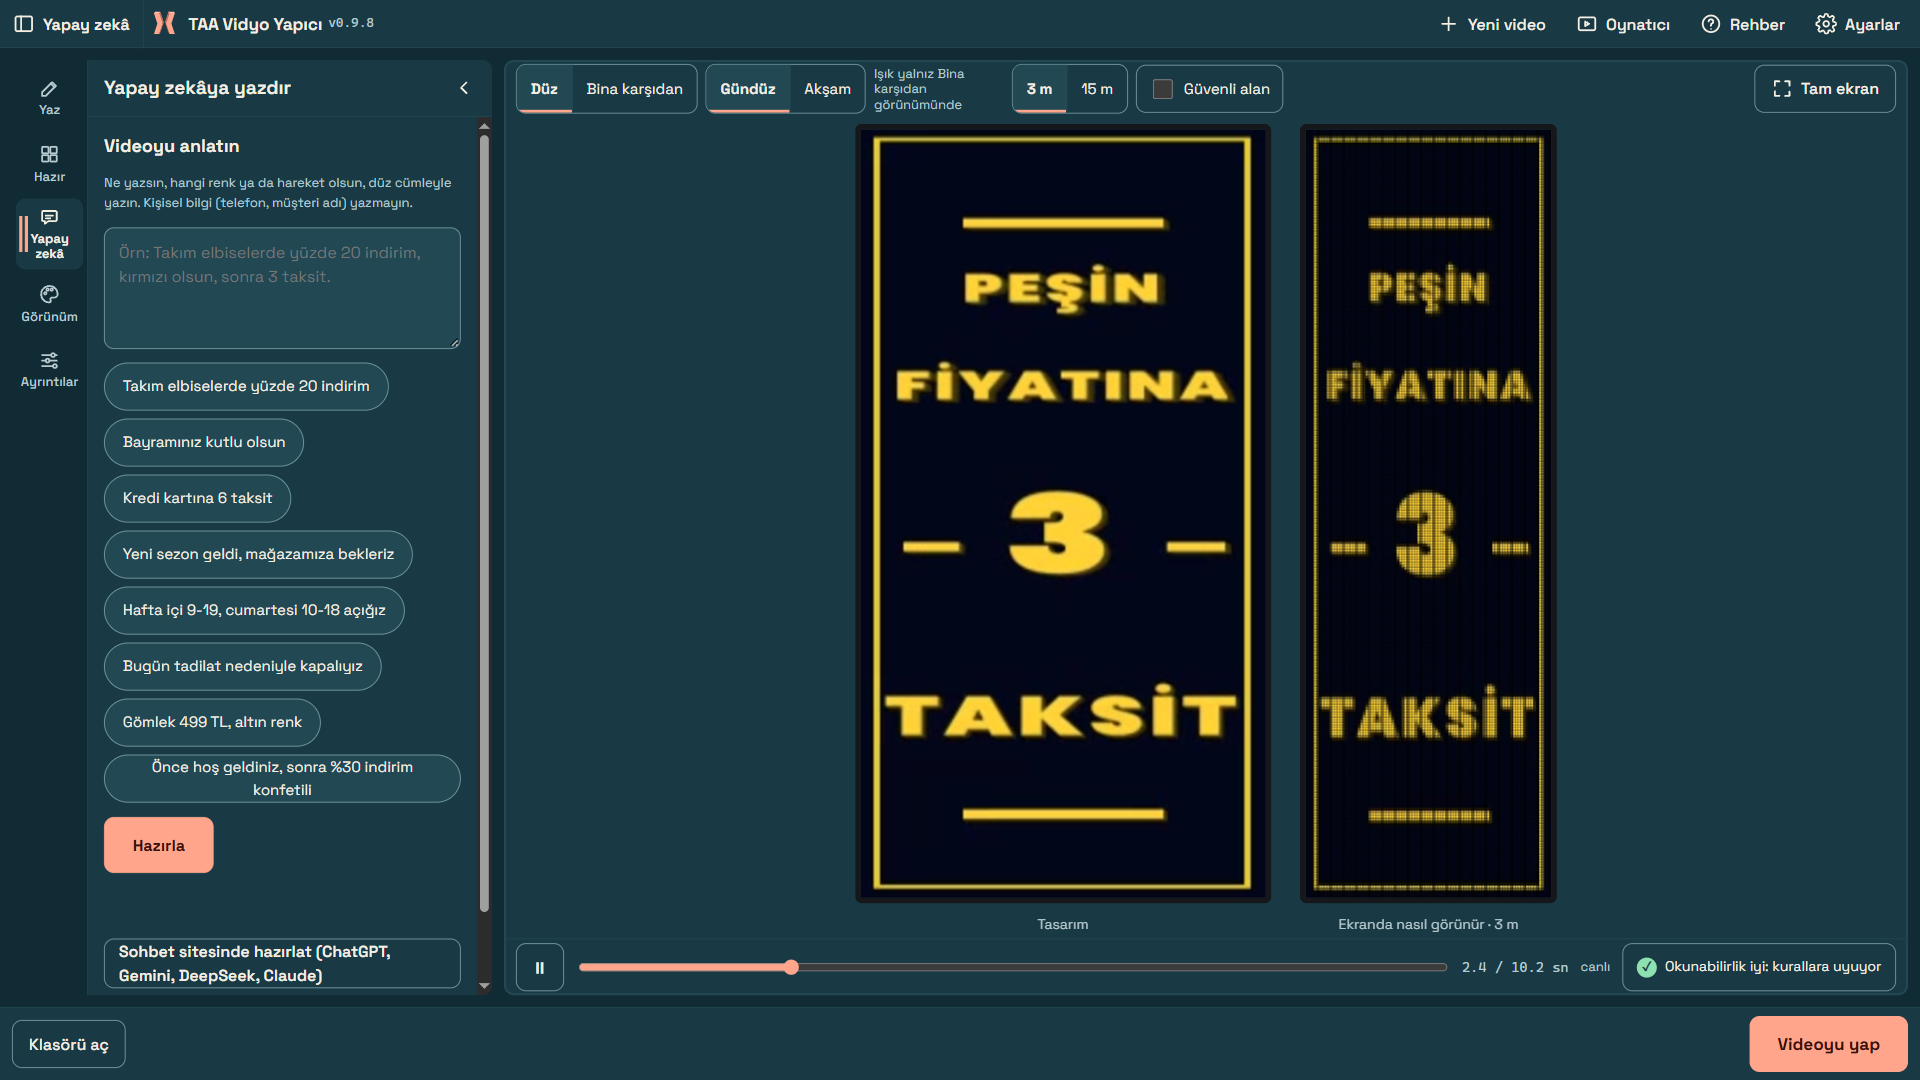 Yapay zekâ
TAA Vidyo Yapıcı v0.9.8
Yeni video
Oynatıcı
Rehber
Ayarlar
Yaz
Hazır
Yapay
zekâ
Görünüm
Ayrıntılar
Yapay zekâya yazdır
Videoyu anlatın
Ne yazsın, hangi renk ya da hareket olsun, düz cümleyle
yazın. Kişisel bilgi (telefon, müşteri adı) yazmayın.
Örn: Takım elbiselerde yüzde 20 indirim,
kırmızı olsun, sonra 3 taksit.
Takım elbiselerde yüzde 20 indirim
Bayramınız kutlu olsun
Kredi kartına 6 taksit
Yeni sezon geldi, mağazamıza bekleriz
Hafta içi 9-19, cumartesi 10-18 açığız
Bugün tadilat nedeniyle kapalıyız
Gömlek 499 TL, altın renk
Önce hoş geldiniz, sonra %30 indirim
konfetili
Hazırla
Sohbet sitesinde hazırlat (ChatGPT,
Gemini, DeepSeek, Claude)
Düz
Bina karşıdan
Gündüz
Akşam
Işık yalnız Bina
karşıdan
görünümünde
3 m
15 m
Güvenli alan
Tam ekran
PEŞİN
FİYATINA
3
TAKSİT
Tasarım
PEŞİN
FİYATINA
3
TAKSİT
Ekranda nasıl görünür · 3 m
2.4 / 10.2 sn canlı
Okunabilirlik iyi: kurallara uyuyor
Klasörü aç
Videoyu yap